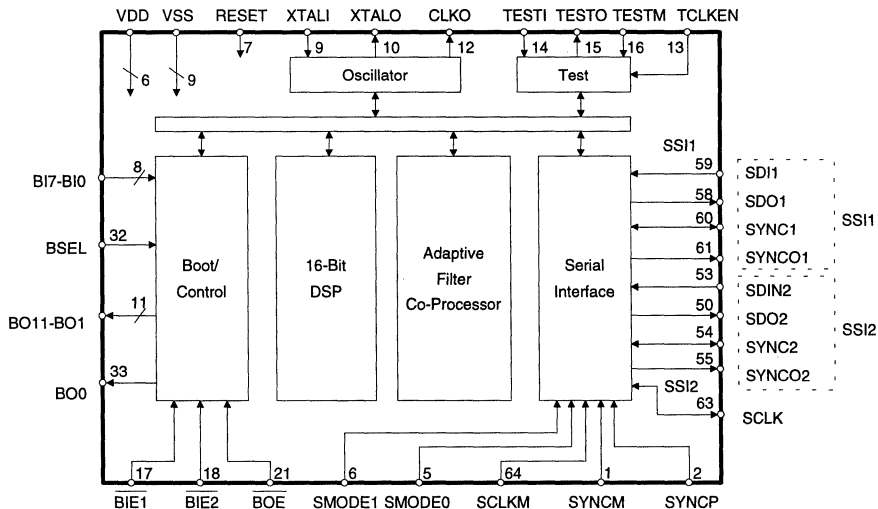 VDD VSS RESET XTALI XTALO CLKO TESTI TESTO TESTM TCLKEN
6 9 7 9 10 12 14 15 16 13
Oscillator Test
BI7-BI0 8
BSEL 32
BO11-BO1 11
BO0 33
Boot/
Control
16-Bit
DSP
Adaptive
Filter
Co-Processor
Serial
Interface
SSI1
59 SDI1
58 SDO1
60 SYNC1
61 SYNCO1
SSI1
53 SDIN2
50 SDO2
54 SYNC2
55 SYNCO2
SSI2
SSI2
63 SCLK
17 18 21 6 5 64 1 2
BIE1 BIE2 BOE SMODE1 SMODE0 SCLKM SYNCM SYNCP